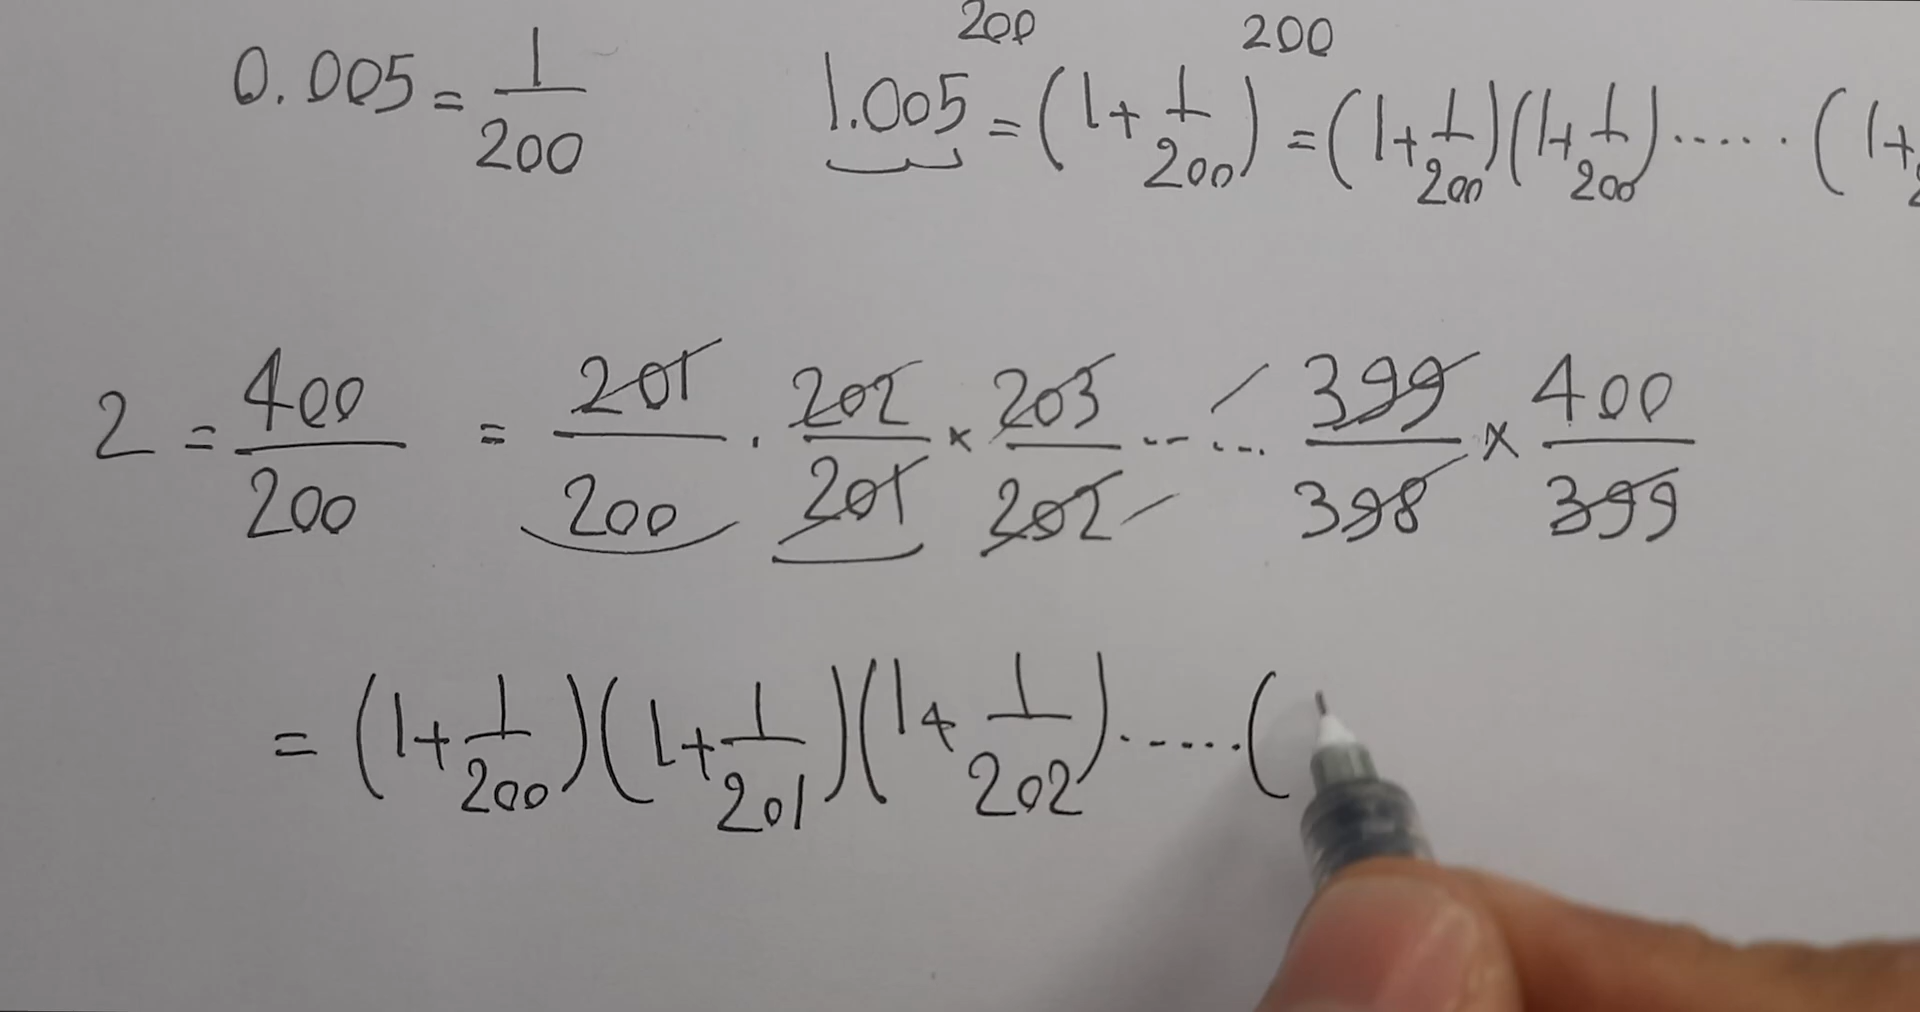 0.005 = 1/200
1.005^200 = (1+1/200)^200 = (1+1/200)(1+1/200).....(1+
2 = 400/200 = 201/200 . 202/201 × 203/202 ..... 399/398 × 400/399
= (1+1/200)(1+1/201)(1+1/202).....(